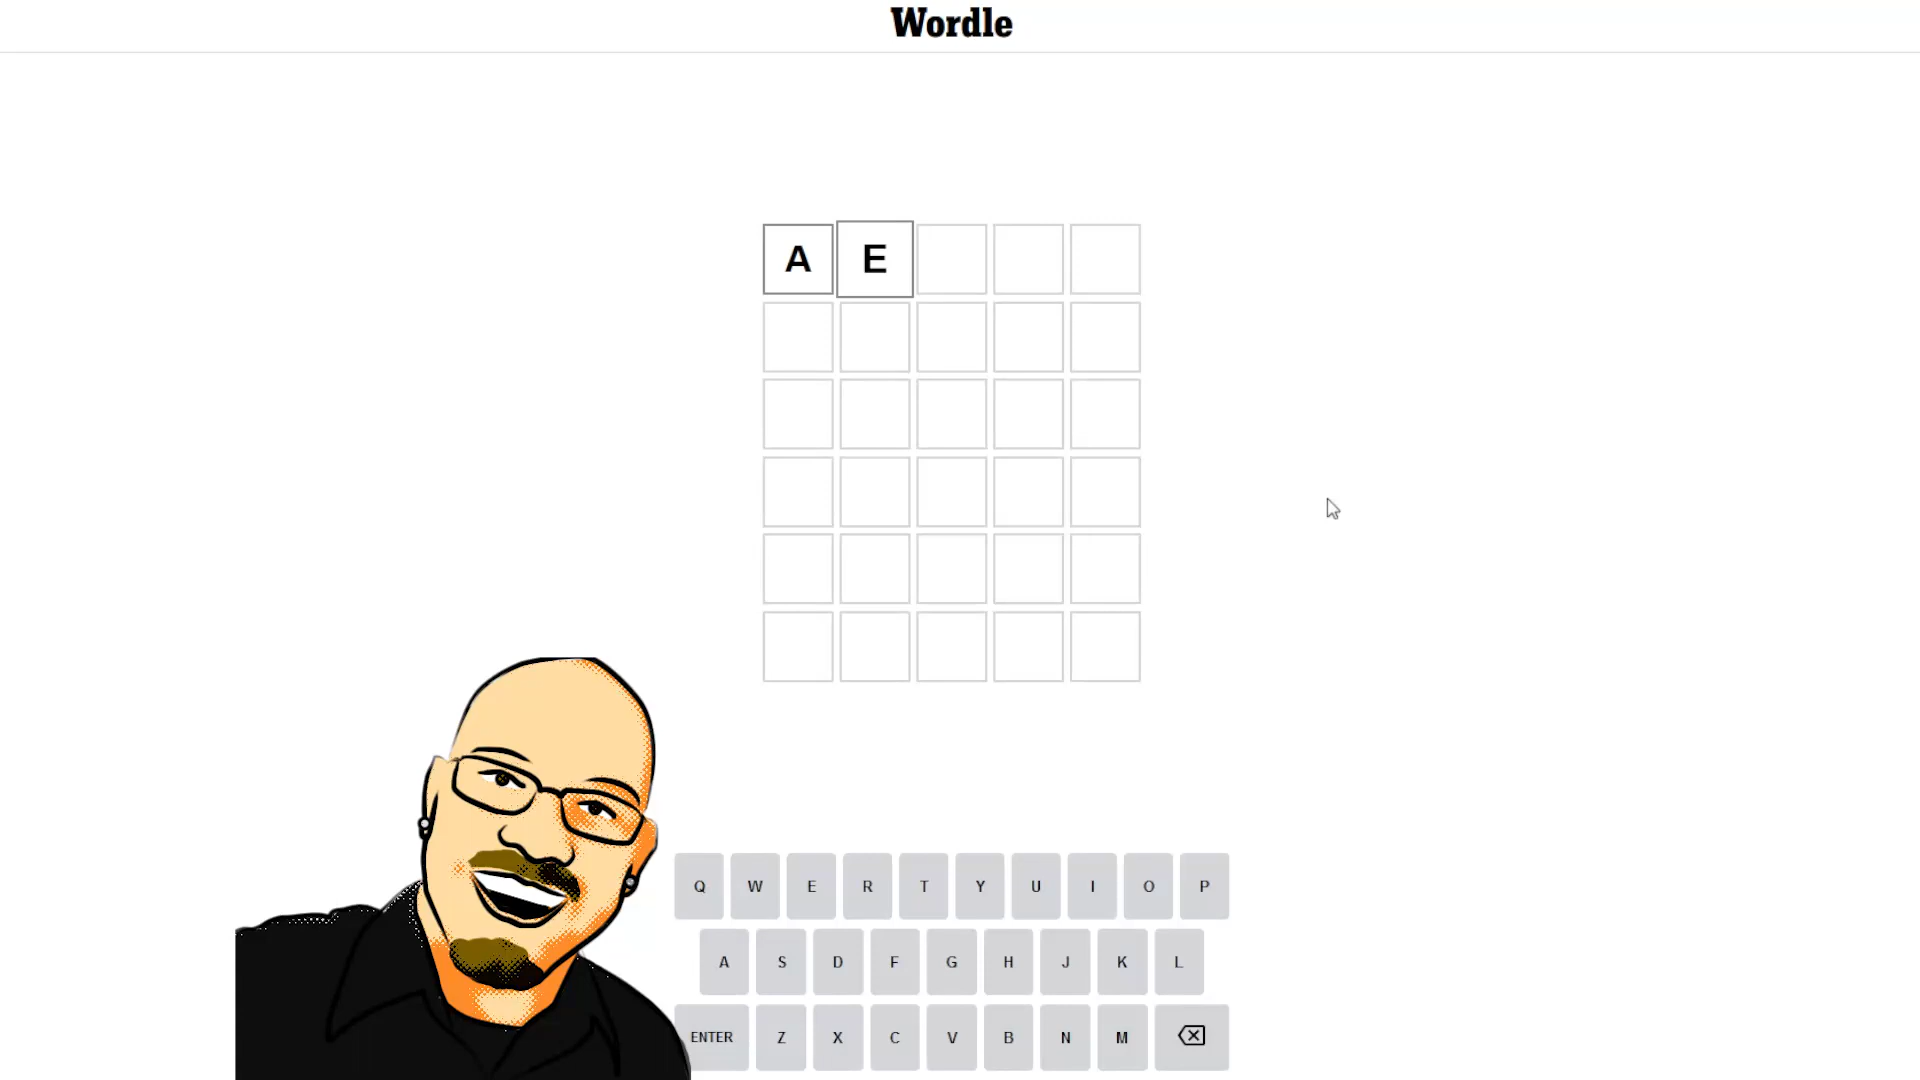 Wordle
A E
Q W E R T Y U I O P
A S D F G H J K L
ENTER Z X C V B N M